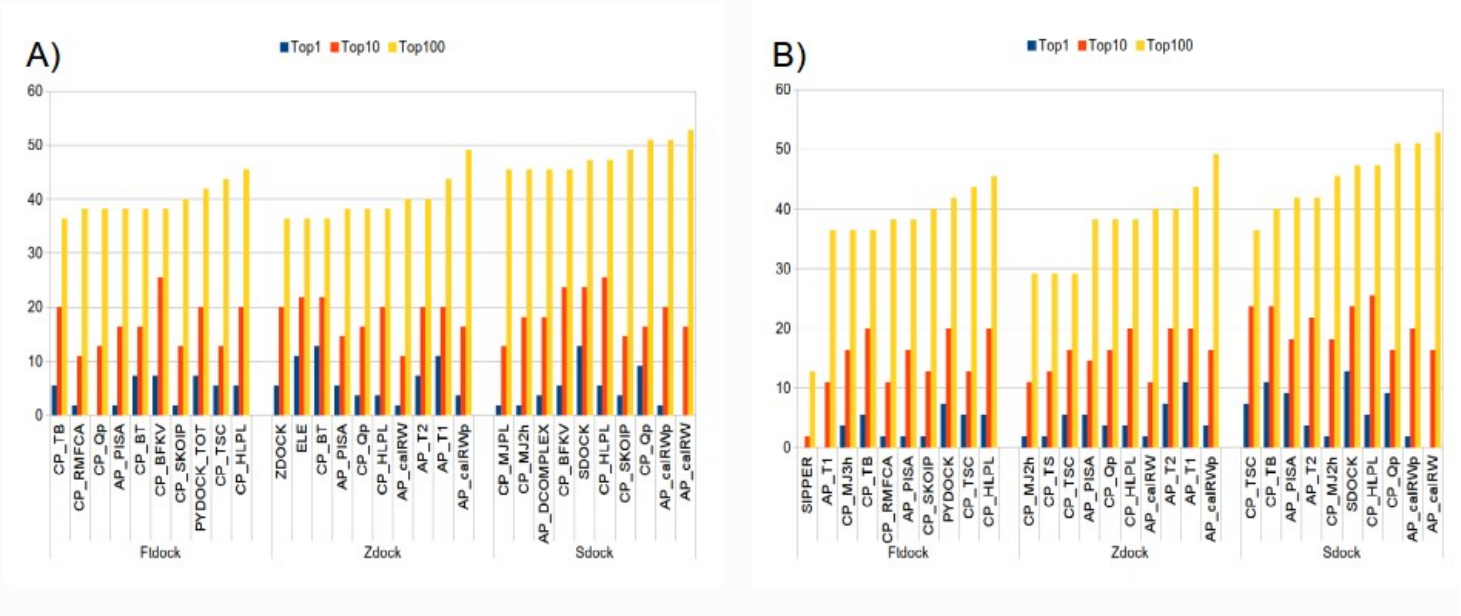 A)
Top1 Top10 Top100
60
50
40
30
20
10
0
CP_TB
CP_RMFCA
CP_Qp
AP_PISA
CP_BT
CP_BFKV
CP_SKOIP
PYDOCK_TOT
CP_TSC
CP_HLPL
ZDOCK
ELE
CP_BT
AP_PISA
CP_Qp
CP_HLPL
AP_calRW
AP_T2
AP_T1
AP_calRWp
CP_MJPL
CP_MJ2h
AP_DCOMPLEX
CP_BFKV
SDOCK
CP_HLPL
CP_SKOIP
CP_Qp
AP_calRWp
AP_calRW
Ftdock Zdock Sdock
B)
Top1 Top10 Top100
60
50
40
30
20
10
0
SIPPER
AP_T1
CP_MJ3h
CP_TB
CP_RMFCA
AP_PISA
CP_SKOIP
PYDOCK
CP_TSC
CP_HLPL
CP_MJ2h
CP_TS
CP_TSC
AP_PISA
CP_Qp
CP_HLPL
AP_calRW
AP_T2
AP_T1
AP_calRWp
CP_TSC
CP_TB
AP_PISA
AP_T2
CP_MJ2h
SDOCK
CP_HLPL
CP_Qp
AP_calRWp
AP_calRW
Ftdock Zdock Sdock